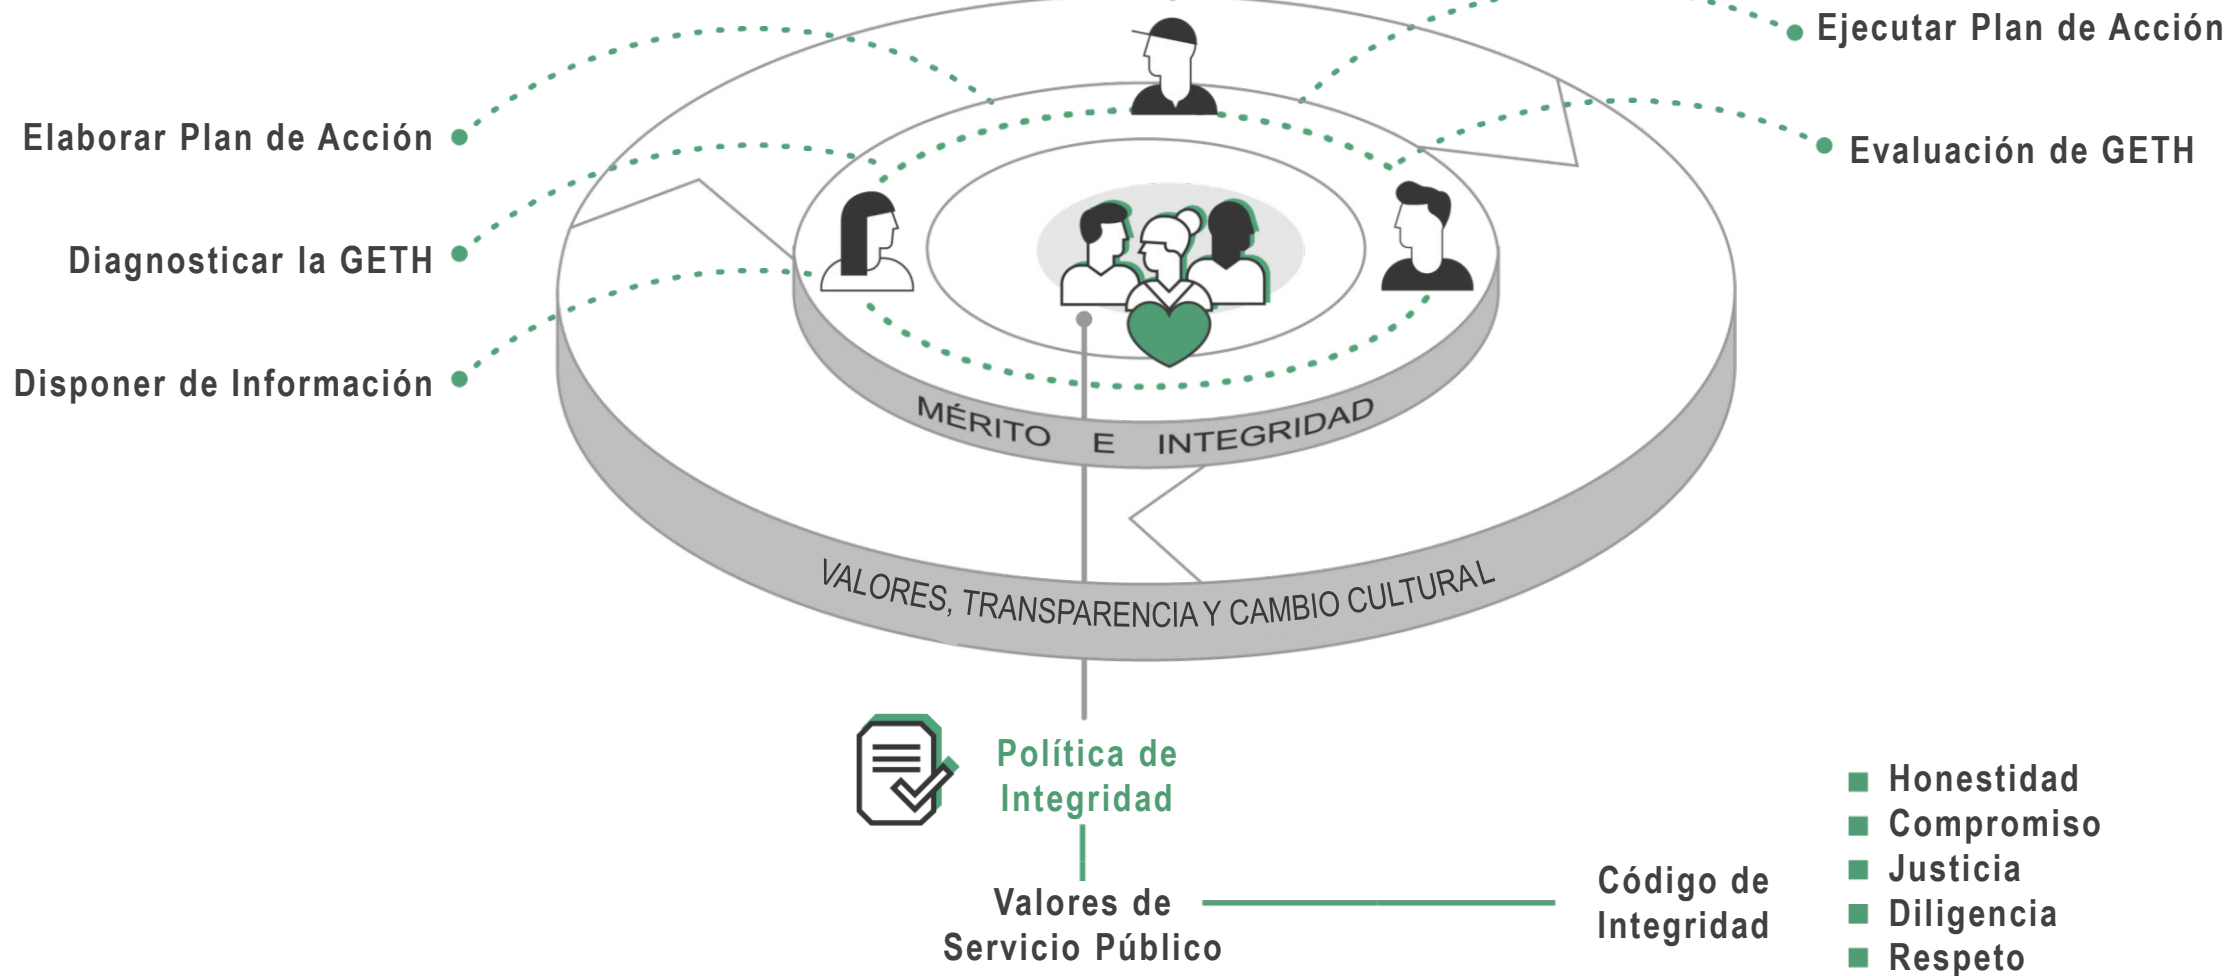 Ejecutar Plan de Acción
Elaborar Plan de Acción
Evaluación de GETH
Diagnosticar la GETH
Disponer de Información
MÉRITO E INTEGRIDAD
VALORES, TRANSPARENCIA Y CAMBIO CULTURAL
Política de
Integridad
Valores de
Servicio Público
Código de
Integridad
Honestidad
Compromiso
Justicia
Diligencia
Respeto